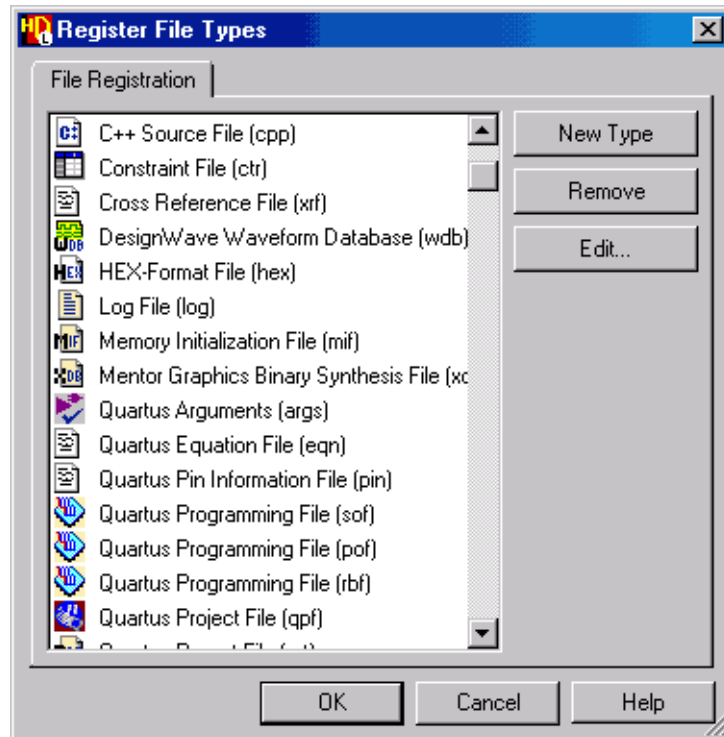 Register File Types
File Registration
C++ Source File (cpp)
Constraint File (ctr)
Cross Reference File (xrf)
DesignWave Waveform Database (wdb)
HEX-Format File (hex)
Log File (log)
Memory Initialization File (mif)
Mentor Graphics Binary Synthesis File (xd
Quartus Arguments (args)
Quartus Equation File (eqn)
Quartus Pin Information File (pin)
Quartus Programming File (sof)
Quartus Programming File (pof)
Quartus Programming File (rbf)
Quartus Project File (qpf)
New Type
Remove
Edit...
OK
Cancel
Help